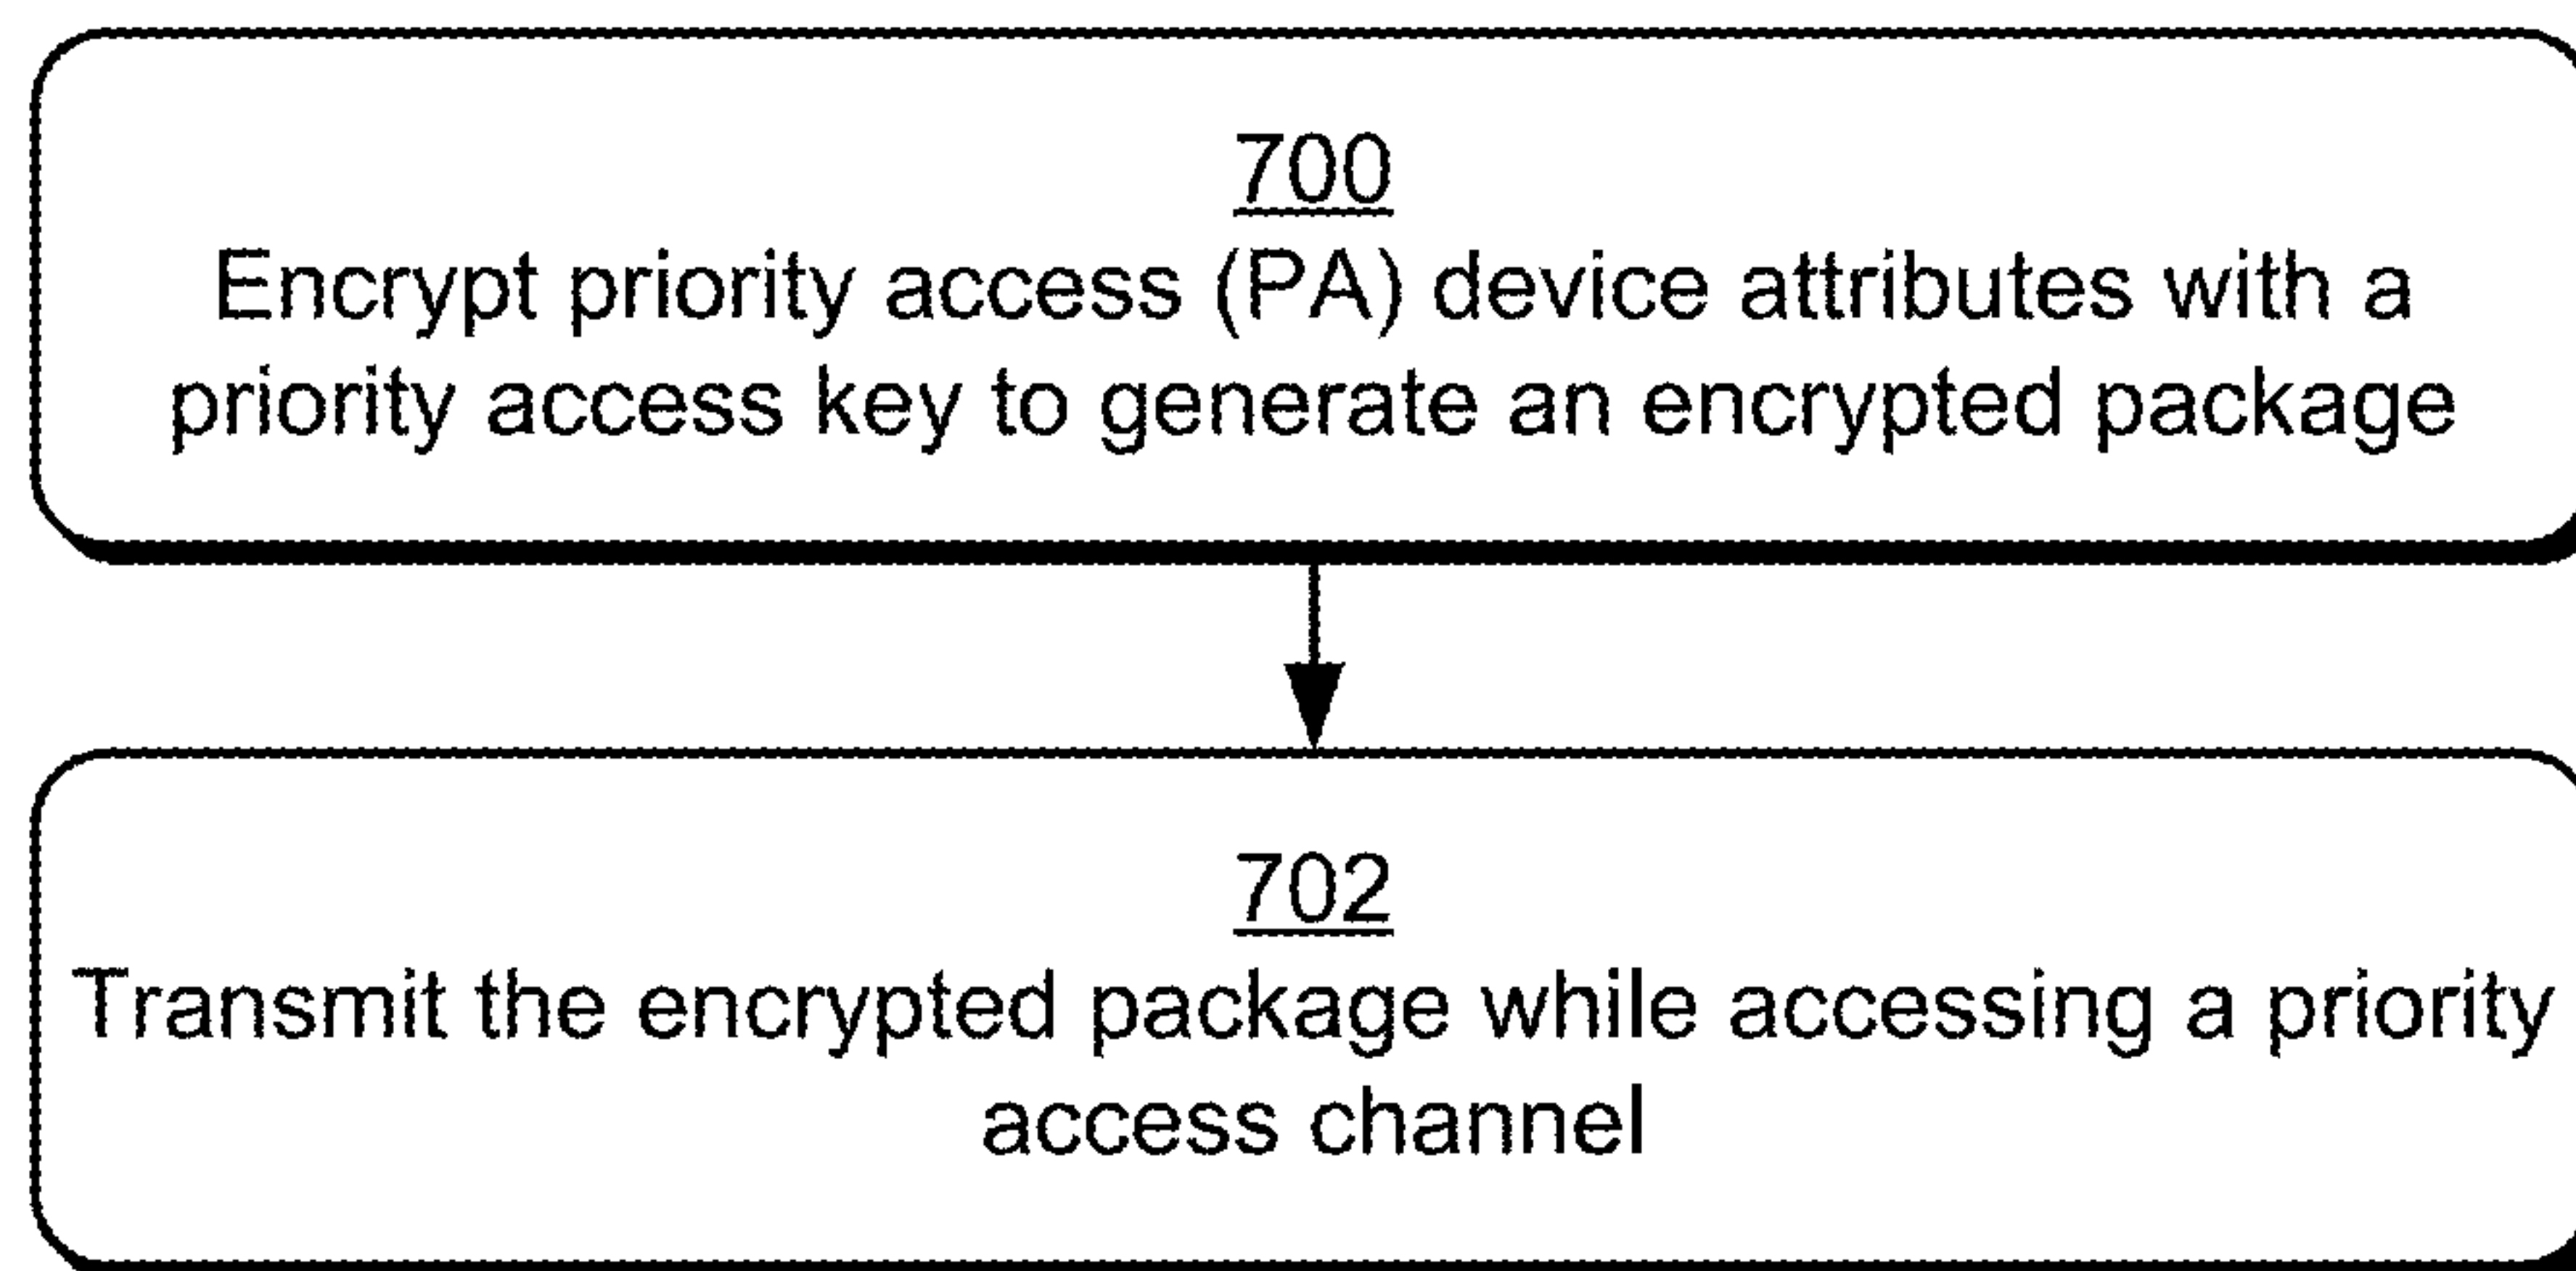 700
Encrypt priority access (PA) device attributes with a
priority access key to generate an encrypted package
702
Transmit the encrypted package while accessing a priority
access channel